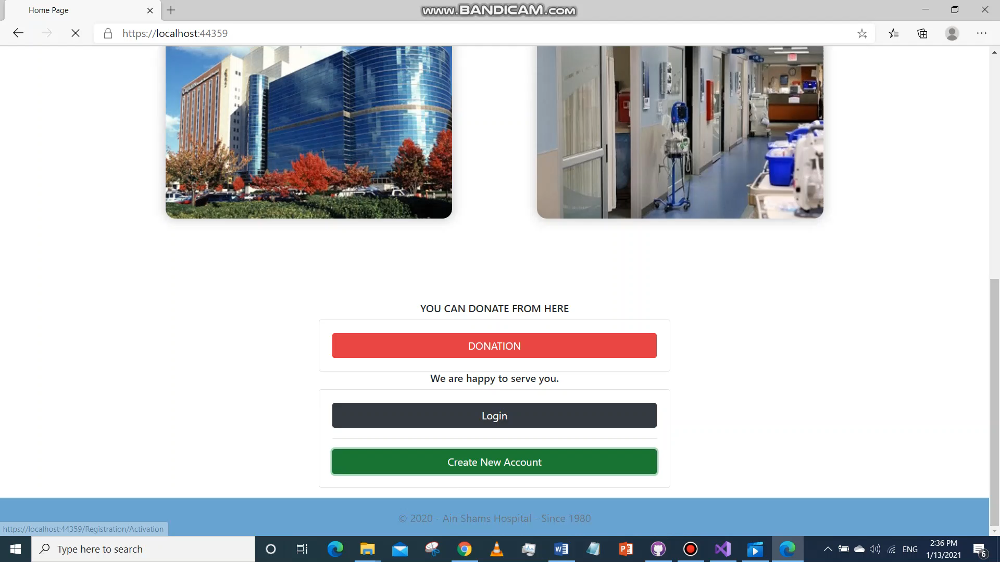 Home Page
www.BANDICAM.com
https://localhost:44359
YOU CAN DONATE FROM HERE
DONATION
We are happy to serve you.
Login
Create New Account
© 2020 - Ain Shams Hospital - Since 1980
https://localhost:44359/Registration/Activation
Type here to search
ENG
2:36 PM
1/13/2021
6